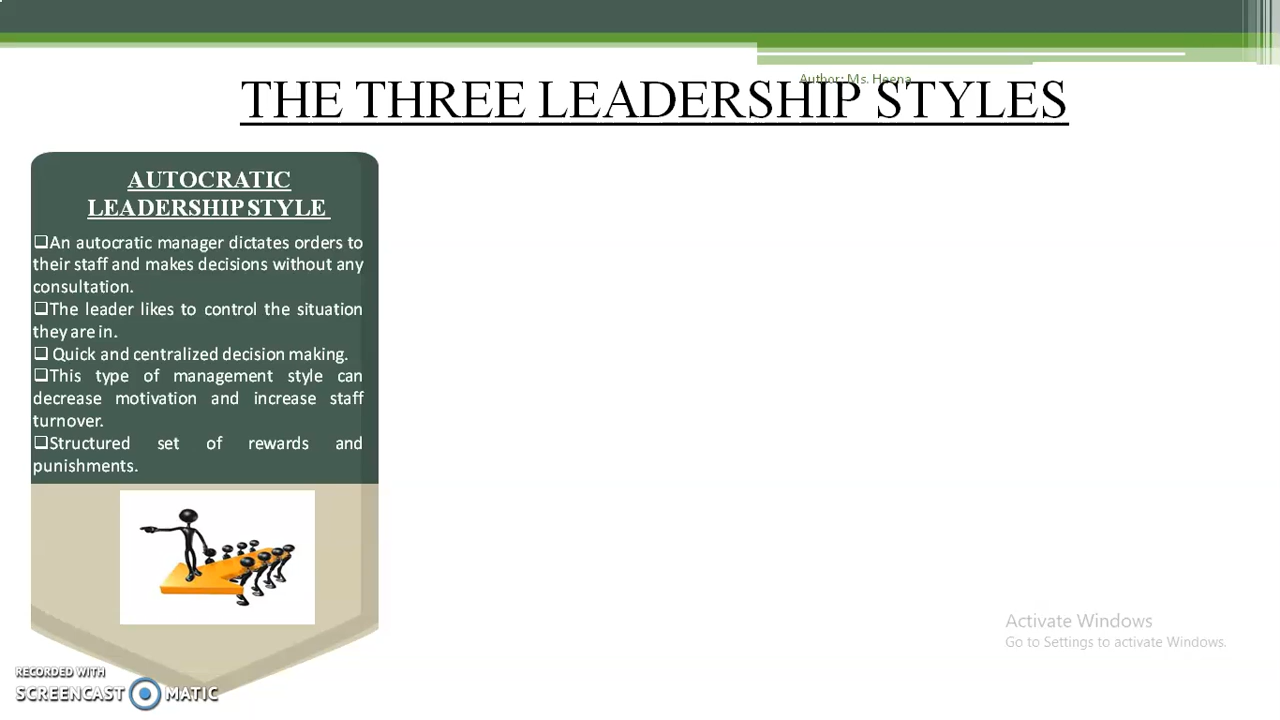 Author: Ms. Heena
THE THREE LEADERSHIP STYLES
AUTOCRATIC
LEADERSHIP STYLE
❑An autocratic manager dictates orders to
their staff and makes decisions without any
consultation.
❑The leader likes to control the situation
they are in.
❑ Quick and centralized decision making.
❑This type of management style can
decrease motivation and increase staff
turnover.
❑Structured set of rewards and
punishments.
Activate Windows
Go to Settings to activate Windows.
RECORDED WITH
SCREENCAST MATIC